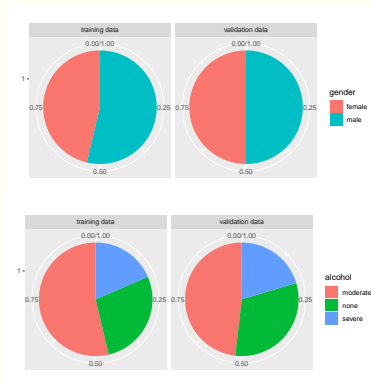 training data
validation data
0.00/1.00
0.00/1.00
gender
1
0.75
0.25
0.75
0.25
female
male
0.50
0.50
training data
validation data
0.00/1.00
0.00/1.00
1
alcohol
0.75
0.25
0.75
0.25
moderate
none
severe
0.50
0.50